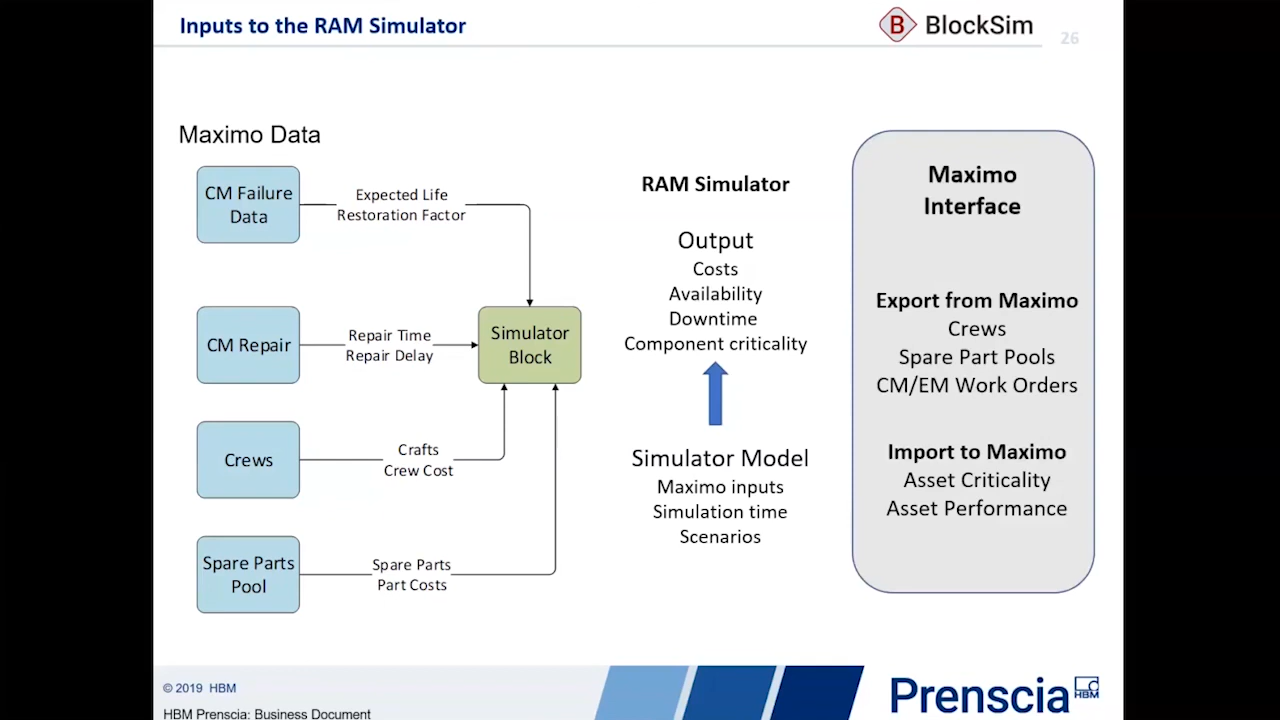 Inputs to the RAM Simulator
B BlockSim
26
Maximo Data
CM Failure
Data
Expected Life
Restoration Factor
CM Repair
Repair Time
Repair Delay
Simulator
Block
Crews
Crafts
Crew Cost
Spare Parts
Pool
Spare Parts
Part Costs
RAM Simulator
Output
Costs
Availability
Downtime
Component criticality
Simulator Model
Maximo inputs
Simulation time
Scenarios
Maximo
Interface
Export from Maximo
Crews
Spare Part Pools
CM/EM Work Orders
Import to Maximo
Asset Criticality
Asset Performance
© 2019 HBM
HBM Prenscia: Business Document
Prenscia
HBM